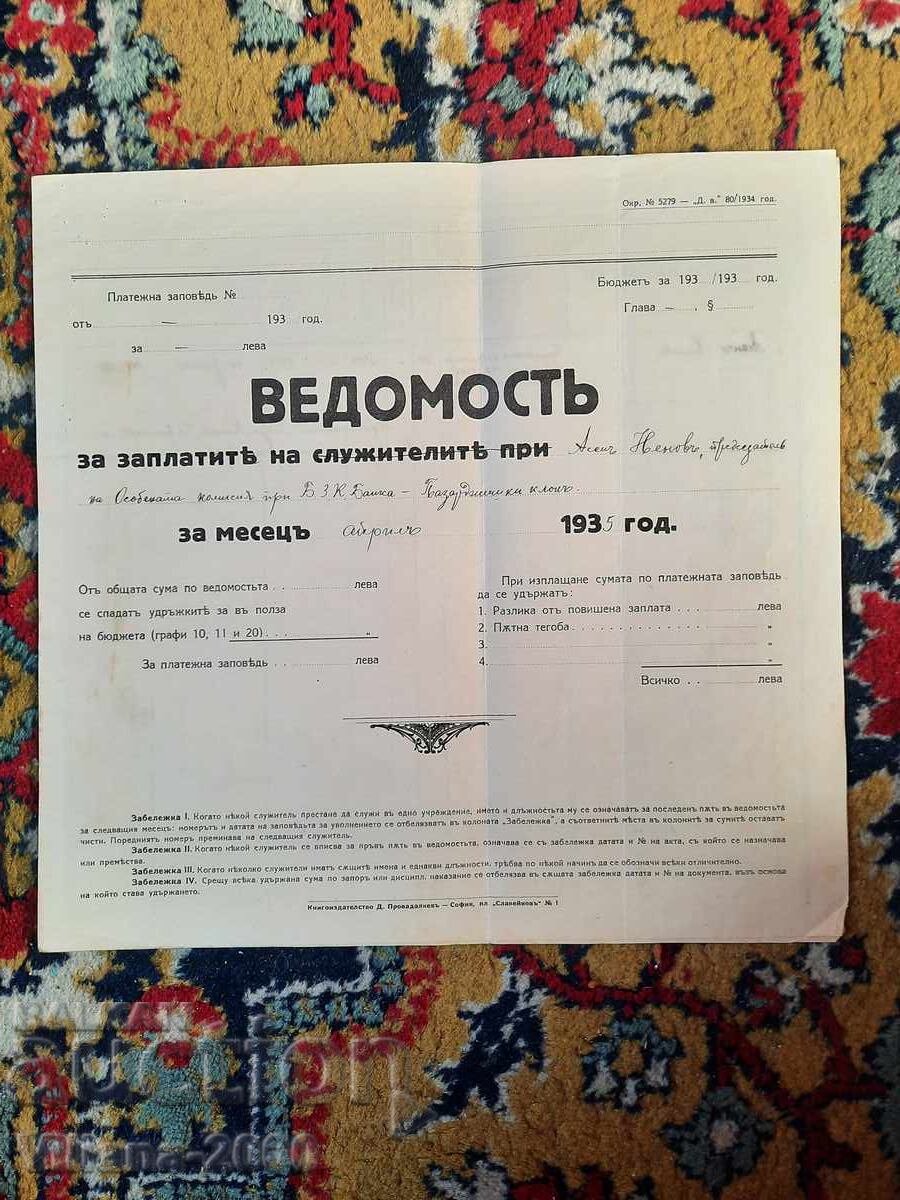 Окр. № 5279 — „Д. в." 80/1934 год.
Платежна заповѣдь №
Бюджетъ за 193 /193 год.
отъ — 193 год.
Глава — , §
за — лева
ВЕДОМОСТЬ
за заплатитѣ на служителитѣ при Асенъ Неновъ, председатель
на Особената комисия при Б.З.К. Банка – Пазарджишки клонъ.
за месецъ априлъ 1935 год.
Отъ общата сума по ведомостьта . . лева
се спадатъ удръжкитѣ за въ полза
на бюджета (графи 10, 11 и 20) . . „
За платежна заповѣдь . . лева
При изплащане сумата по платежната заповѣдь
да се удържатъ:
1. Разлика отъ повишена заплата . . . лева
2. Пѫтна тегоба „
3. „
4. „
Всичко . . лева
Забележка I. Когато нѣкой служитель престане да служи въ едно учреждение, името и длъжностьта му се означаватъ за последенъ пѫть въ ведомостьта
за следващия месецъ: номерътъ и датата на заповѣдьта за уволнението се отбелязватъ въ колоната „Забележка", а съответнитѣ мѣста въ колонитѣ за сумитѣ оставатъ
чисти. Поредниятъ номеръ преминава на следващия служитель.
Забележка II. Когато нѣкой служитель се вписва за пръвъ пѫть въ ведомостьта, означава се съ забележка датата и № на акта, съ който се назначава
или премѣства.
Забележка III. Когато неколко служители иматъ сѫщитѣ имена и еднакви длъжности, трѣбва по нѣкой начинъ да се обозначи всѣки отличително.
Забележка IV. Срещу всѣка удържана сума по запоръ или дисципл. наказание се отбелязва въ сѫщата забележка датата и № на документа, възъ основа
на който става удържането.
Книгоиздателство Д. Провадалиевъ — София, пл „Славейковъ" № 1
БАЛКАН
auction